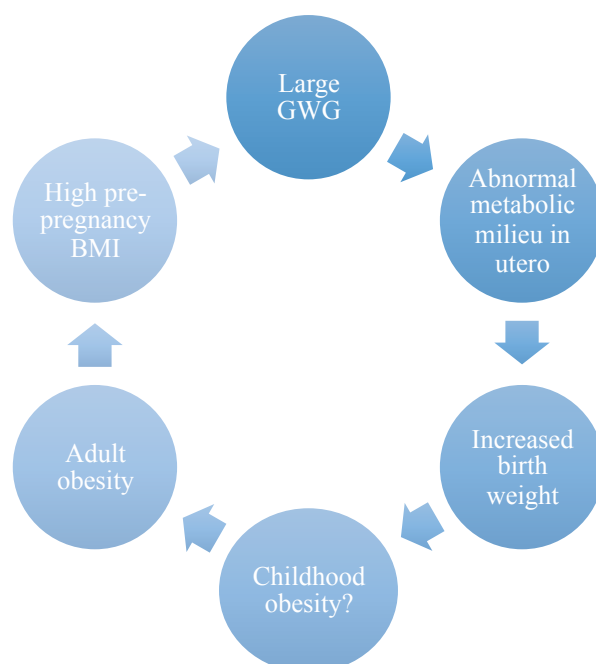 Large
GWG
Abnormal
metabolic
milieu in
utero
Increased
birth
weight
Childhood
obesity?
Adult
obesity
High pre-
pregnancy
BMI